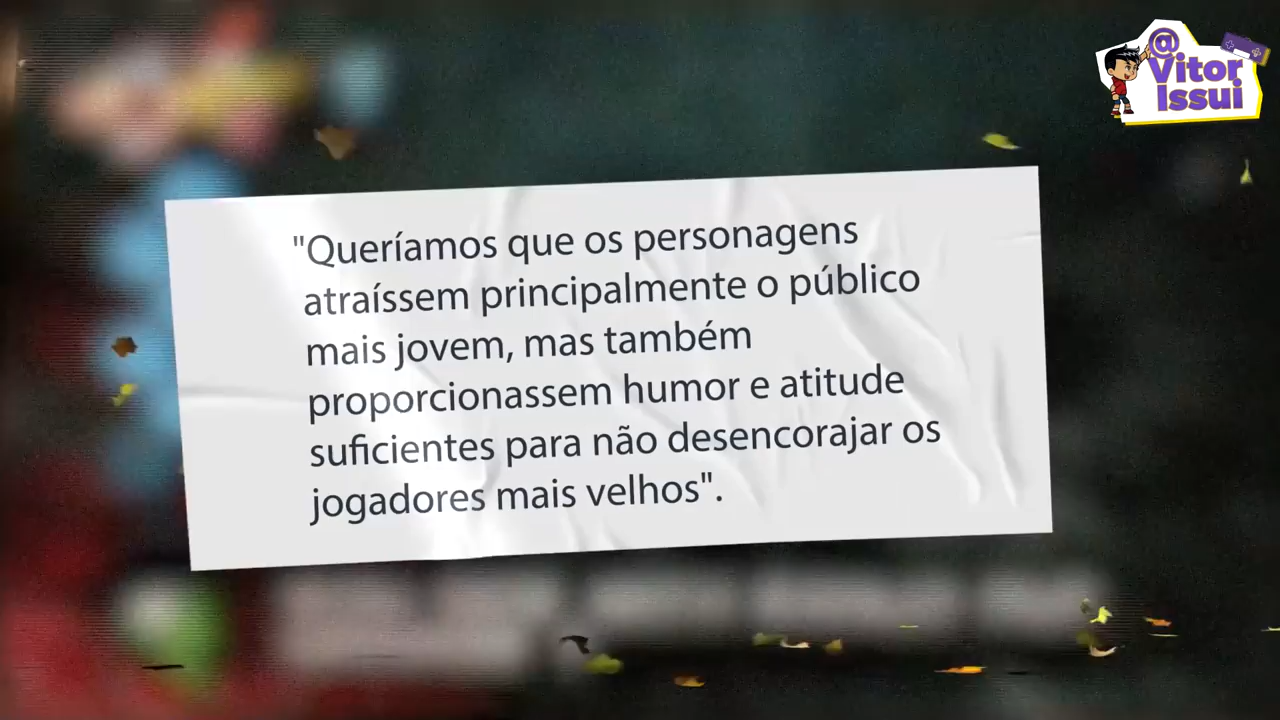 @
Vitor
Issui
"Queríamos que os personagens
atraíssem principalmente o público
mais jovem, mas também
proporcionassem humor e atitude
suficientes para não desencorajar os
jogadores mais velhos".